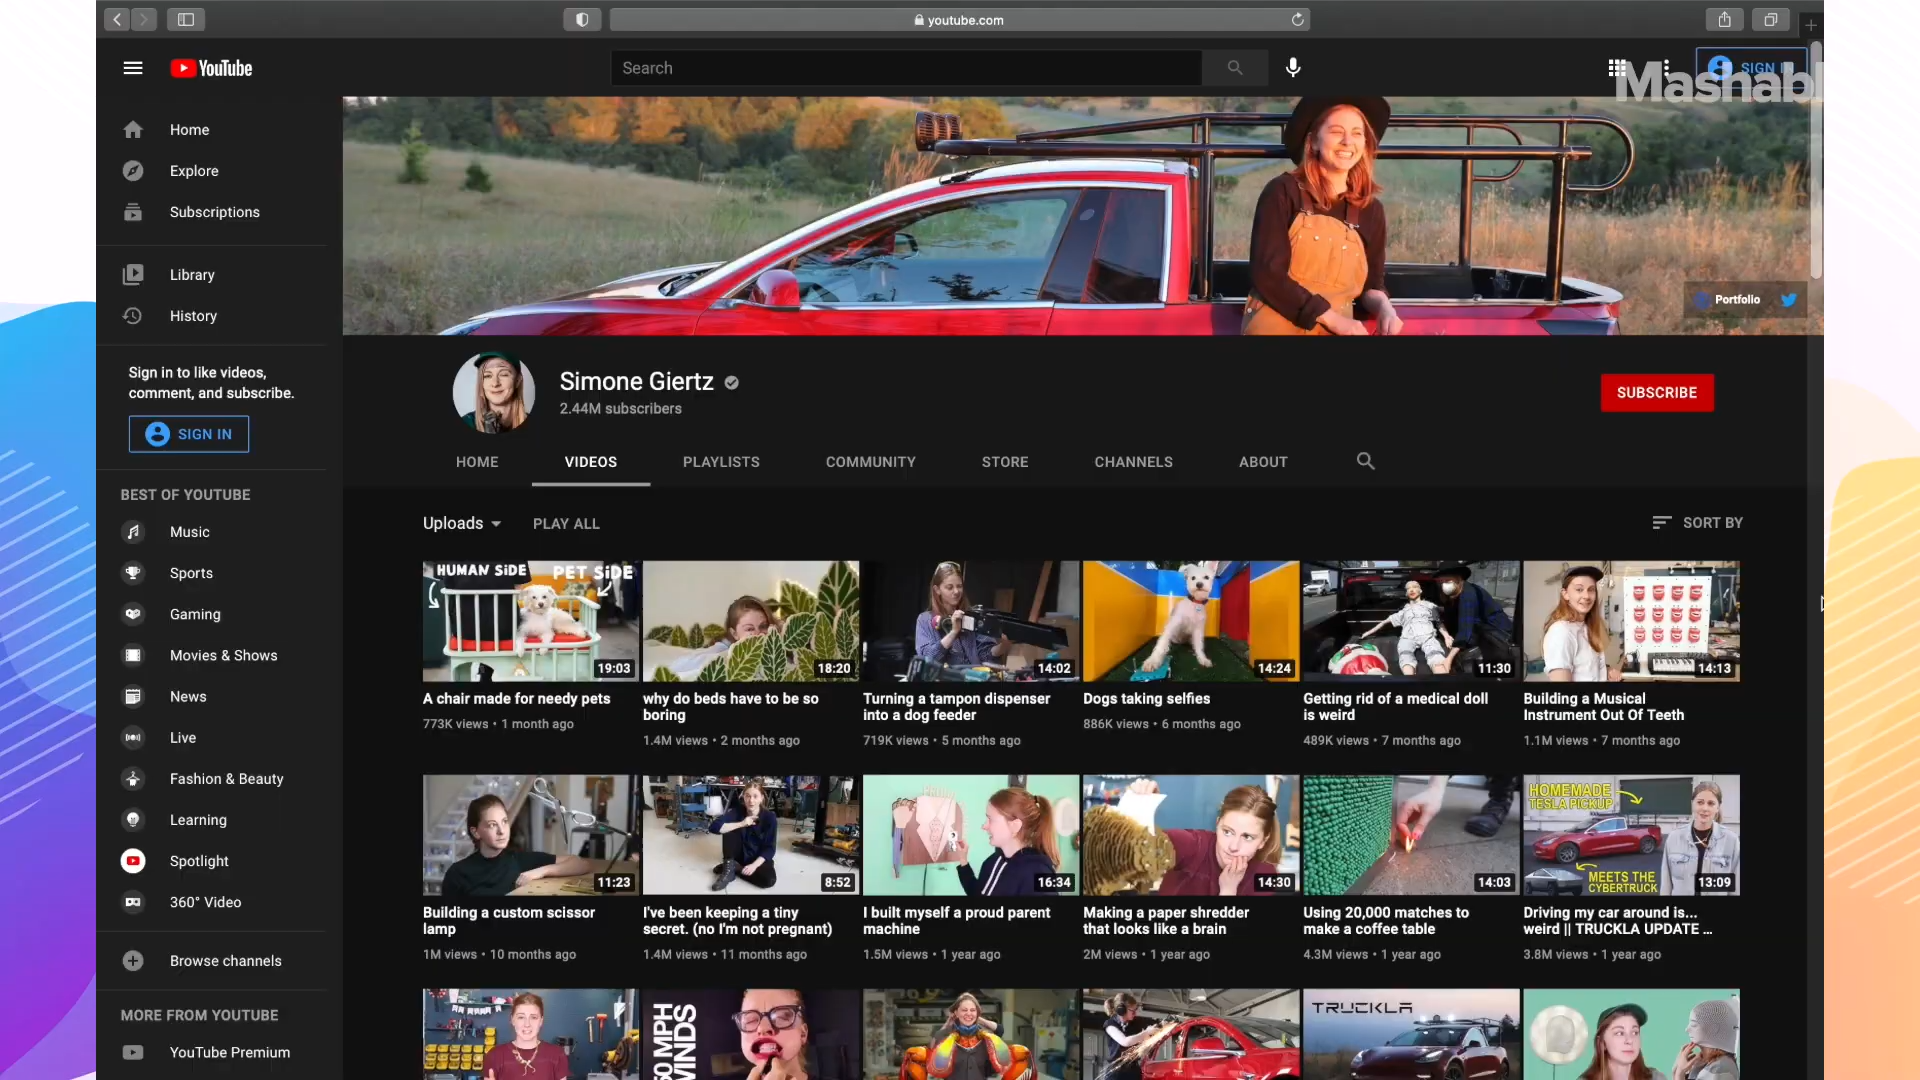 youtube.com
YouTube
Search
SIGN IN
Mashabl
Home
Explore
Subscriptions
Library
History
Sign in to like videos,
comment, and subscribe.
SIGN IN
BEST OF YOUTUBE
Music
Sports
Gaming
Movies & Shows
News
Live
Fashion & Beauty
Learning
Spotlight
360° Video
Browse channels
MORE FROM YOUTUBE
YouTube Premium
Portfolio
Simone Giertz
2.44M subscribers
SUBSCRIBE
HOME VIDEOS PLAYLISTS COMMUNITY STORE CHANNELS ABOUT
Uploads PLAY ALL SORT BY
HUMAN SIDE PET SIDE
19:03
A chair made for needy pets
773K views • 1 month ago
18:20
why do beds have to be so
boring
1.4M views • 2 months ago
14:02
Turning a tampon dispenser
into a dog feeder
719K views • 5 months ago
14:24
Dogs taking selfies
886K views • 6 months ago
11:30
Getting rid of a medical doll
is weird
489K views • 7 months ago
14:13
Building a Musical
Instrument Out Of Teeth
1.1M views • 7 months ago
11:23
Building a custom scissor
lamp
1M views • 10 months ago
8:52
I've been keeping a tiny
secret. (no I'm not pregnant)
1.4M views • 11 months ago
16:34
I built myself a proud parent
machine
1.5M views • 1 year ago
14:30
Making a paper shredder
that looks like a brain
2M views • 1 year ago
14:03
Using 20,000 matches to
make a coffee table
4.3M views • 1 year ago
HOMEMADE
TESLA PICKUP
MEETS THE
CYBERTRUCK
13:09
Driving my car around is...
weird || TRUCKLA UPDATE ...
3.8M views • 1 year ago
MPH
WINDS
TRUCKLA